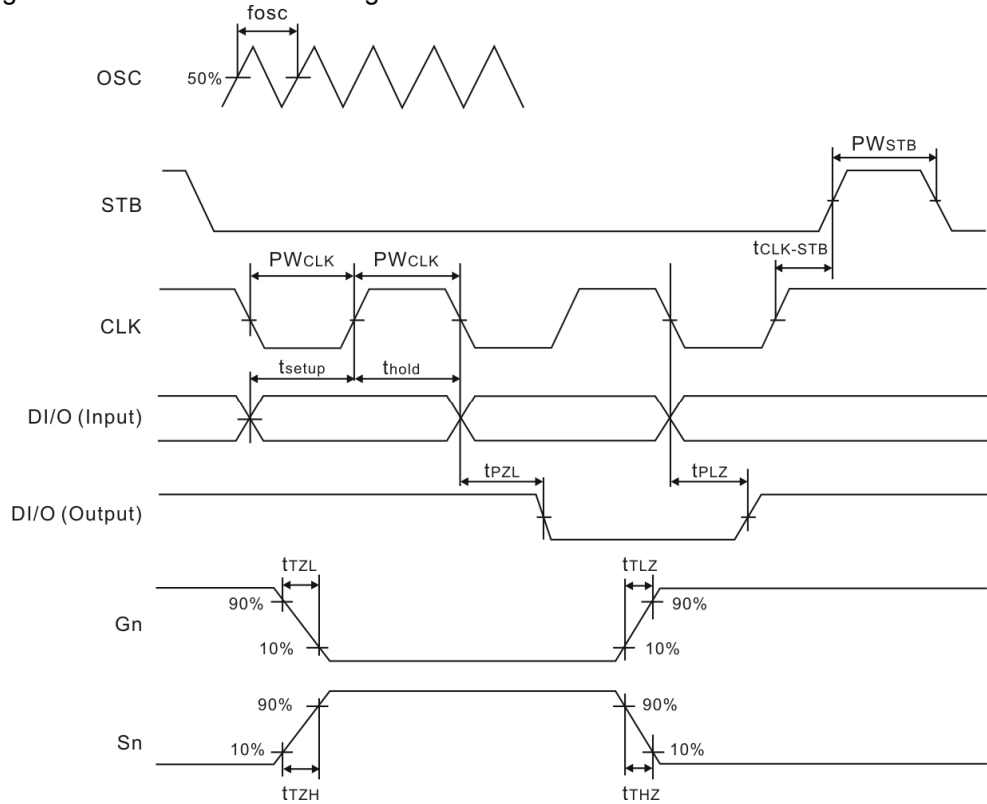 fosc
OSC
50%
PWSTB
STB
tCLK-STB
PWCLK PWCLK
CLK
tsetup thold
DI/O (Input)
tPZL tPLZ
DI/O (Output)
tTZL tTLZ
90% 90%
Gn
10% 10%
90% 90%
Sn
10% 10%
tTZH tTHZ